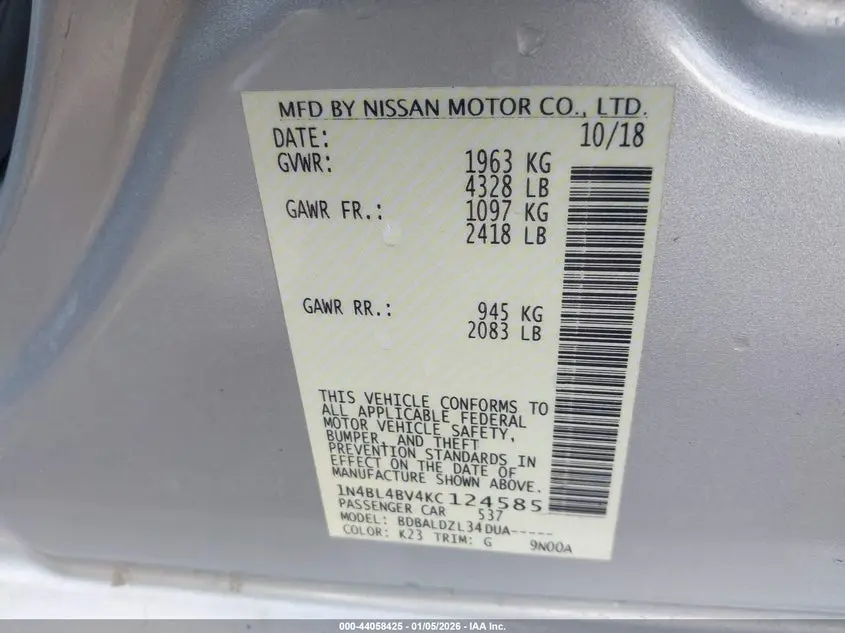 MFD BY NISSAN MOTOR CO., LTD.
DATE: 10/18
GVWR: 1963 KG
4328 LB
GAWR FR.: 1097 KG
2418 LB
GAWR RR.: 945 KG
2083 LB
THIS VEHICLE CONFORMS TO
ALL APPLICABLE FEDERAL
MOTOR VEHICLE SAFETY,
BUMPER, AND THEFT
PREVENTION STANDARDS IN
EFFECT ON THE DATE OF
MANUFACTURE SHOWN ABOVE.
1N4BL4BV4KC124585
PASSENGER CAR 537
MODEL: BDBALDZL34DUA-----
COLOR: K23 TRIM: G 9N00A
000-44058425 - 01/05/2026 - IAA Inc.